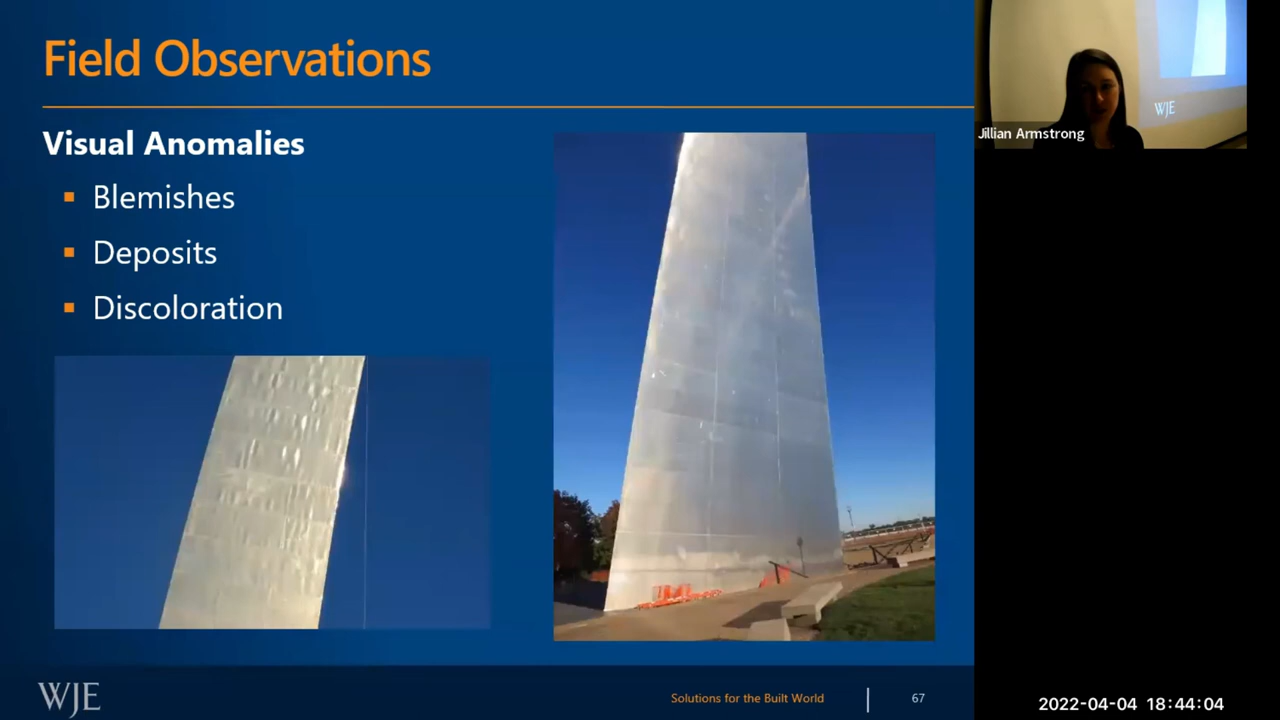 Field Observations
Visual Anomalies
Blemishes
Deposits
Discoloration
WJE
Solutions for the Built World
67
WJE
Jillian Armstrong
2022-04-04 18:44:04